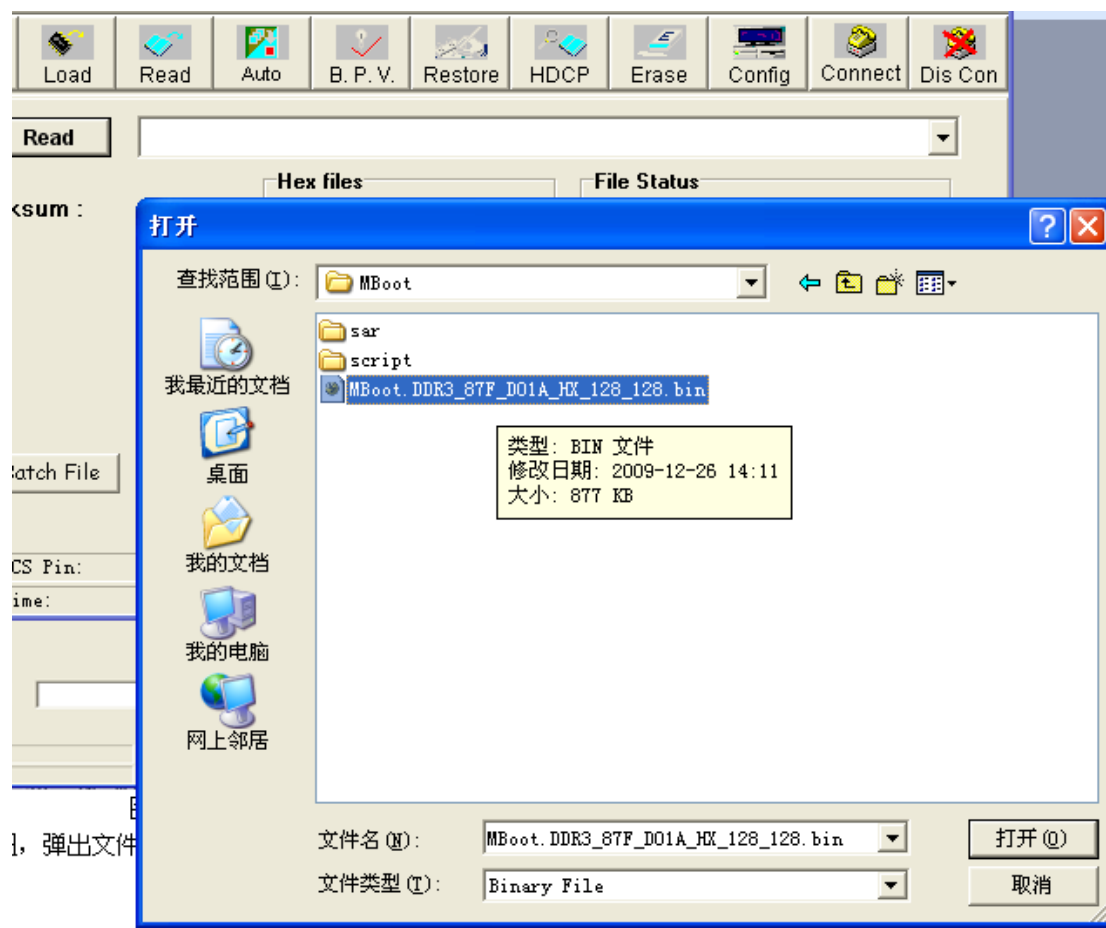 Load Read Auto B. P. V. Restore HDCP Erase Config Connect Dis Con
Read
Hex files File Status
ksum :
打开
查找范围(I): MBoot
sar
script
MBoot.DDR3_87F_D01A_HX_128_128.bin
我最近的文档
类型: BIN 文件
修改日期: 2009-12-26 14:11
大小: 877 KB
atch File
桌面
我的文档
CS Pin:
ime:
我的电脑
网上邻居
，弹出文件
文件名(N): MBoot.DDR3_87F_D01A_HX_128_128.bin 打开(O)
文件类型(T): Binary File 取消